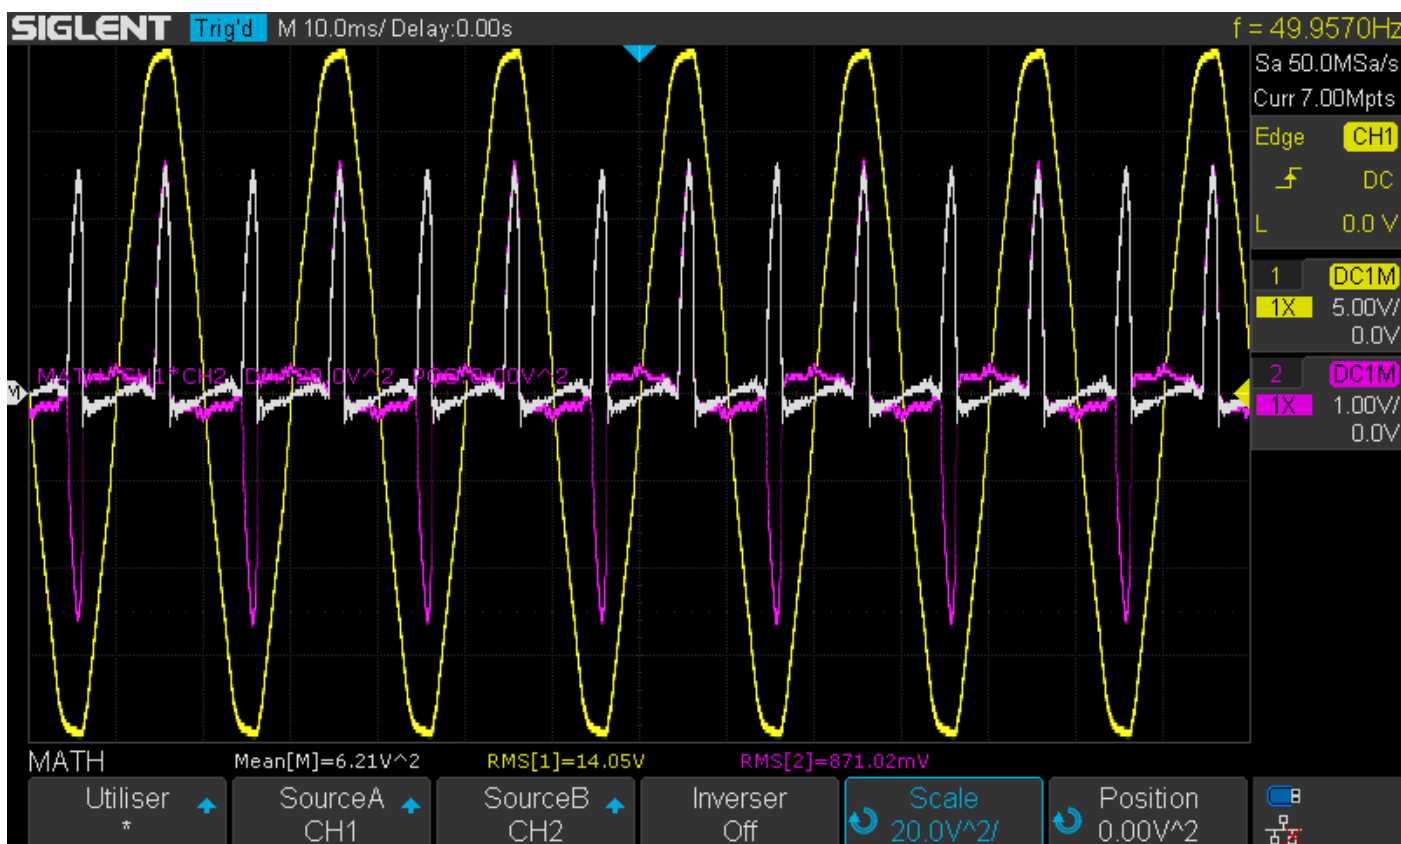 SIGLENT Trig'd M 10.0ms/ Delay:0.00s f = 49.9570Hz
Sa 50.0MSa/s
Curr 7.00Mpts
Edge CH1
DC
L 0.0 V
1 DC1M
1X 5.00V/
0.0V
2 DC1M
1X 1.00V/
0.0V
M
MATH
Mean[M]=6.21V^2 RMS[1]=14.05V RMS[2]=871.02mV
Utiliser
*
SourceA
CH1
SourceB
CH2
Inverser
Off
Scale
20.0V^2/
Position
0.00V^2